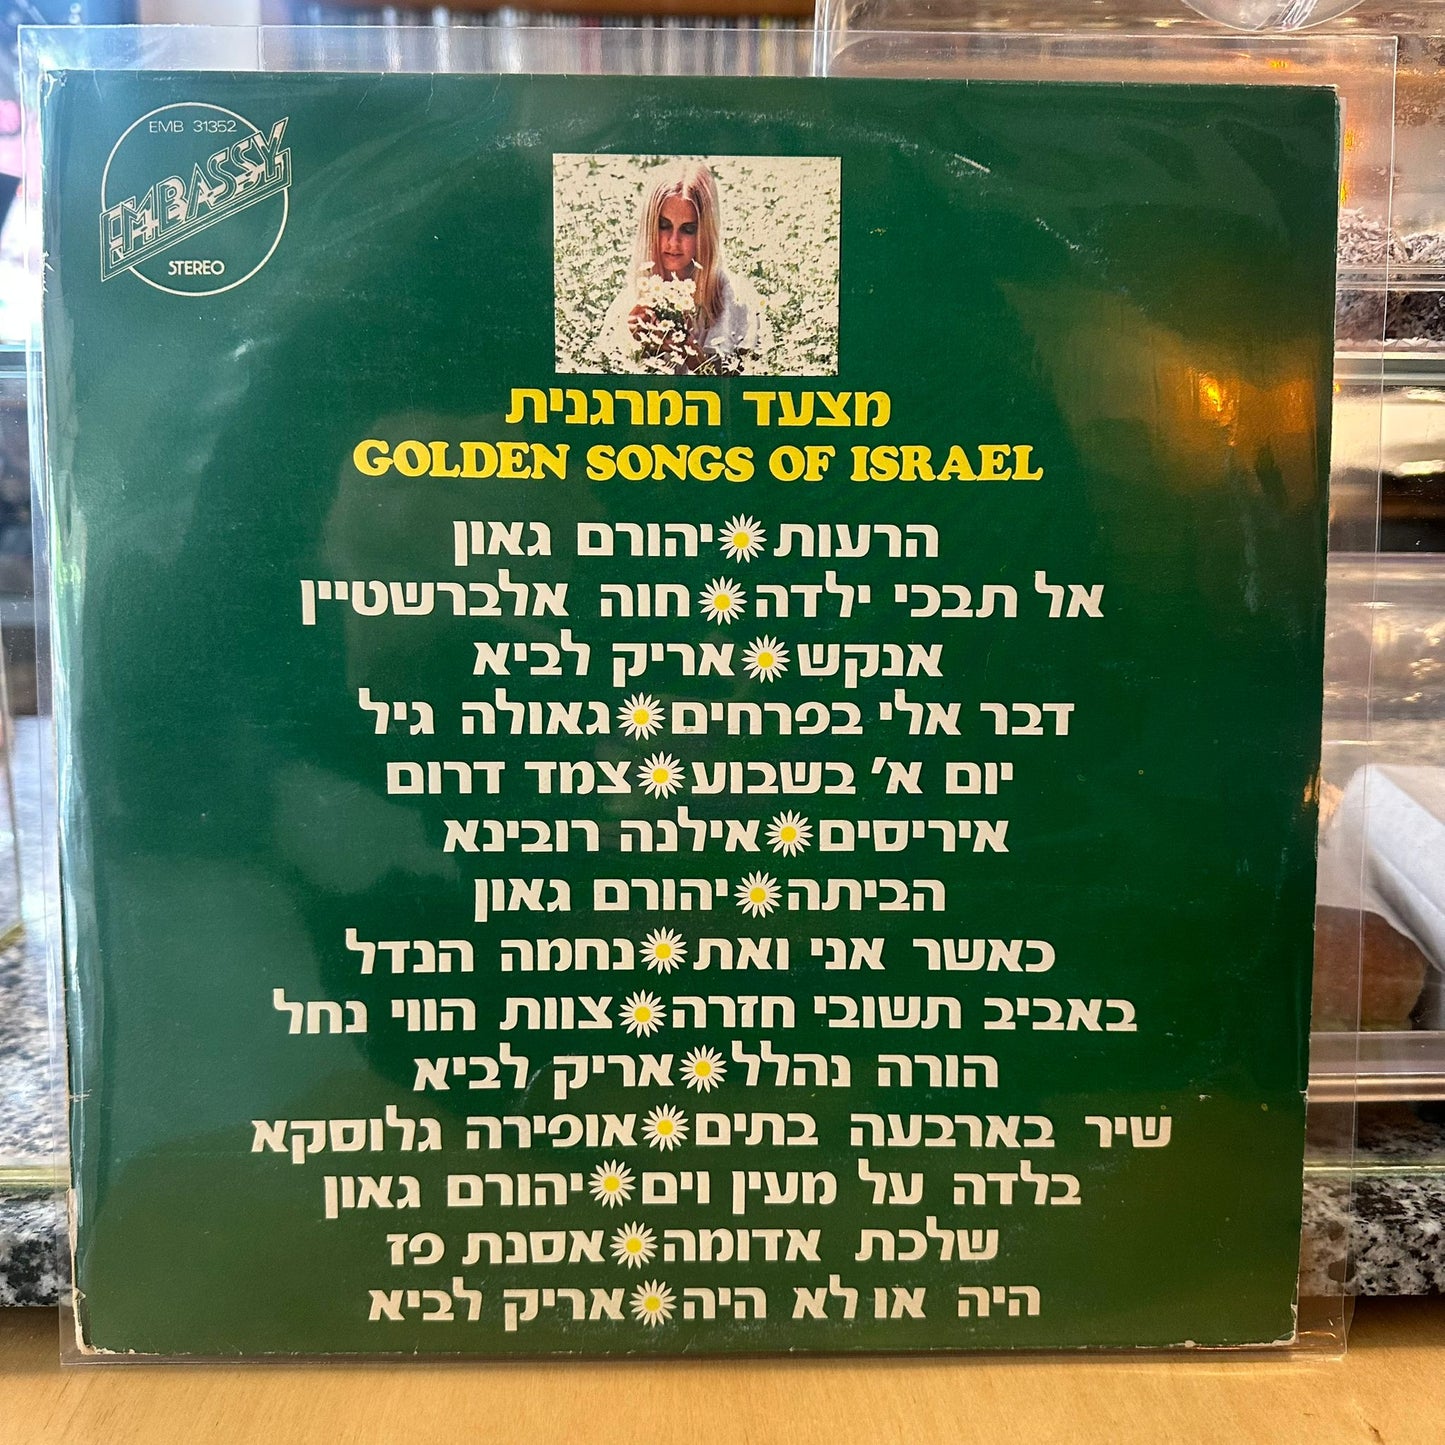 EMB 31352
EMBASSY
STEREO
מצעד המרגנית
GOLDEN SONGS OF ISRAEL
הרעות יהורם גאון
אל תבכי ילדה חוה אלברשטיין
אנקש אריק לביא
דבר אלי בפרחים גאולה גיל
יום א' בשבוע צמד דרום
איריסים אילנה רובינא
הביתה יהורם גאון
כאשר אני ואת נחמה הנדל
באביב תשובי חזרה צוות הווי נחל
הורה נהלל אריק לביא
שיר בארבעה בתים אופירה גלוסקא
בלדה על מעין וים יהורם גאון
שלכת אדומה אסנת פז
היה או לא היה אריק לביא